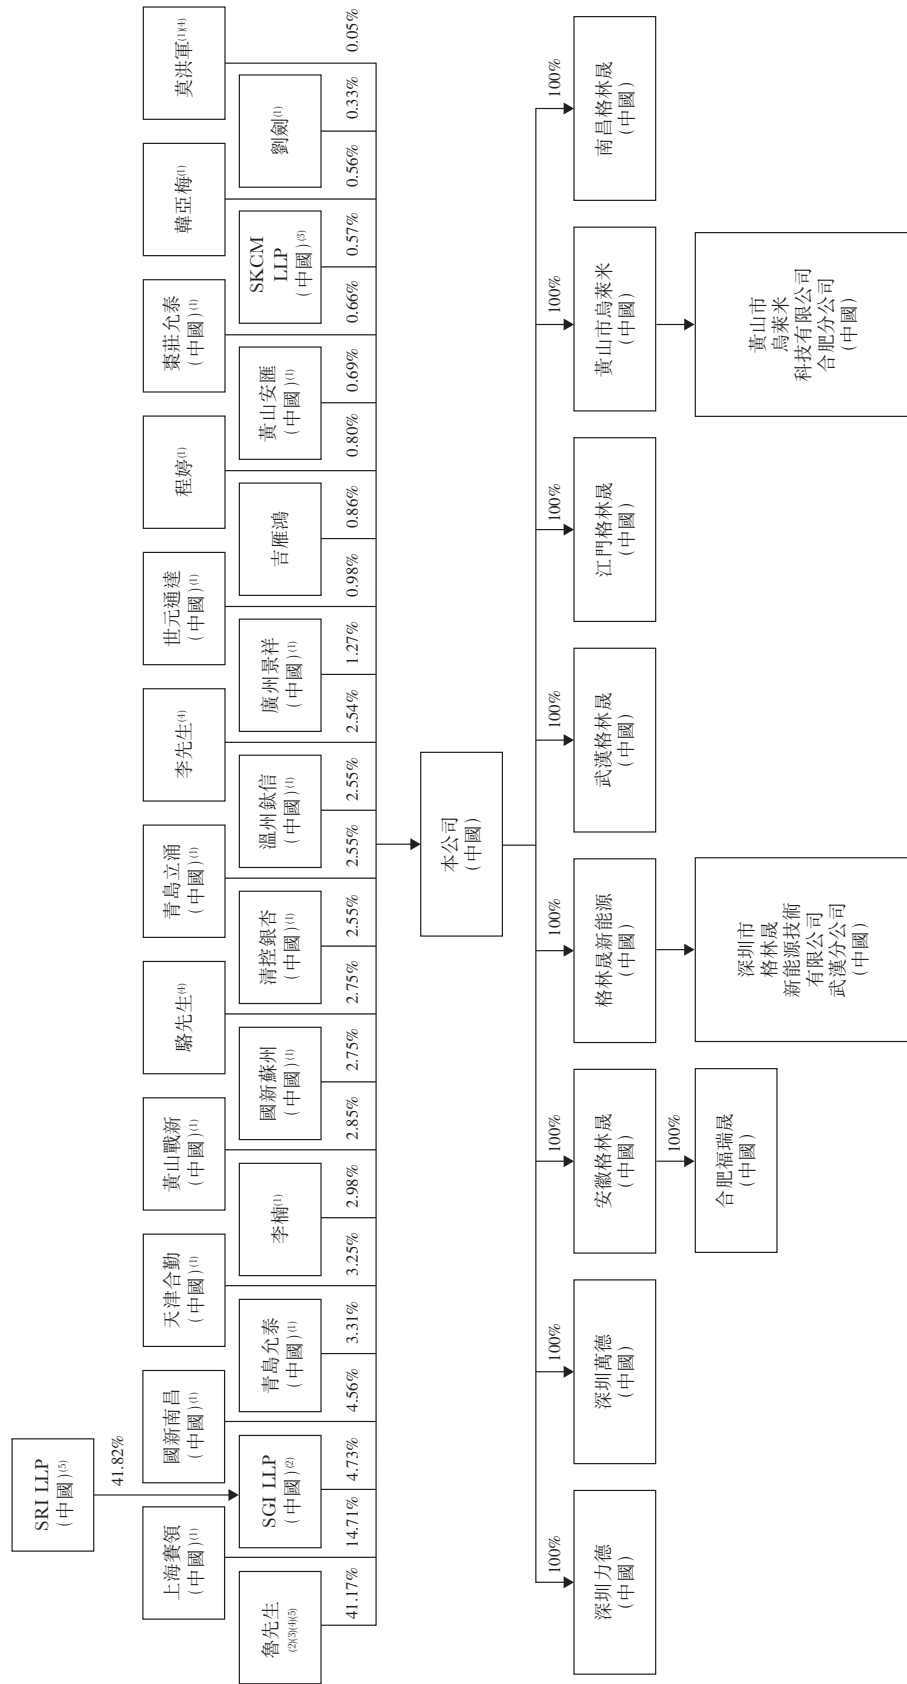 SRI LLP
(中國)⁽⁵⁾
41.82%
上海賽領
(中國)⁽¹⁾
國新南昌
(中國)⁽¹⁾
天津合勤
(中國)⁽¹⁾
黃山戰新
(中國)⁽¹⁾
駱先生⁽⁴⁾
青島立涌
(中國)⁽¹⁾
李先生⁽⁴⁾
世元通達
(中國)⁽¹⁾
程婷⁽¹⁾
棗莊允泰
(中國)⁽¹⁾
韓亞梅⁽¹⁾
莫洪軍⁽¹⁾⁽⁴⁾
魯先生
⁽²⁾⁽³⁾⁽⁴⁾⁽⁵⁾
SGI LLP
(中國)⁽²⁾
青島允泰
(中國)⁽¹⁾
李楠⁽¹⁾
國新蘇州
(中國)⁽¹⁾
清控銀杏
(中國)⁽¹⁾
溫州鈦信
(中國)⁽¹⁾
廣州景祥
(中國)⁽¹⁾
吉雁鴻
黃山安匯
(中國)⁽¹⁾
SKCM
LLP
(中國)⁽³⁾
劉劍⁽¹⁾
41.17%
14.71%
4.73%
4.56%
3.31%
3.25%
2.98%
2.85%
2.75%
2.75%
2.55%
2.55%
2.55%
2.54%
1.27%
0.98%
0.86%
0.80%
0.69%
0.66%
0.57%
0.56%
0.33%
0.05%
本公司
(中國)
100%
100%
100%
100%
100%
100%
100%
100%
深圳力德
(中國)
深圳萬德
(中國)
安徽格林晟
(中國)
格林晟新能源
(中國)
武漢格林晟
(中國)
江門格林晟
(中國)
黃山市烏萊米
(中國)
南昌格林晟
(中國)
100%
合肥福瑞晟
(中國)
深圳市
格林晟
新能源技術
有限公司
武漢分公司
(中國)
黃山市
烏萊米
科技有限公司
合肥分公司
(中國)